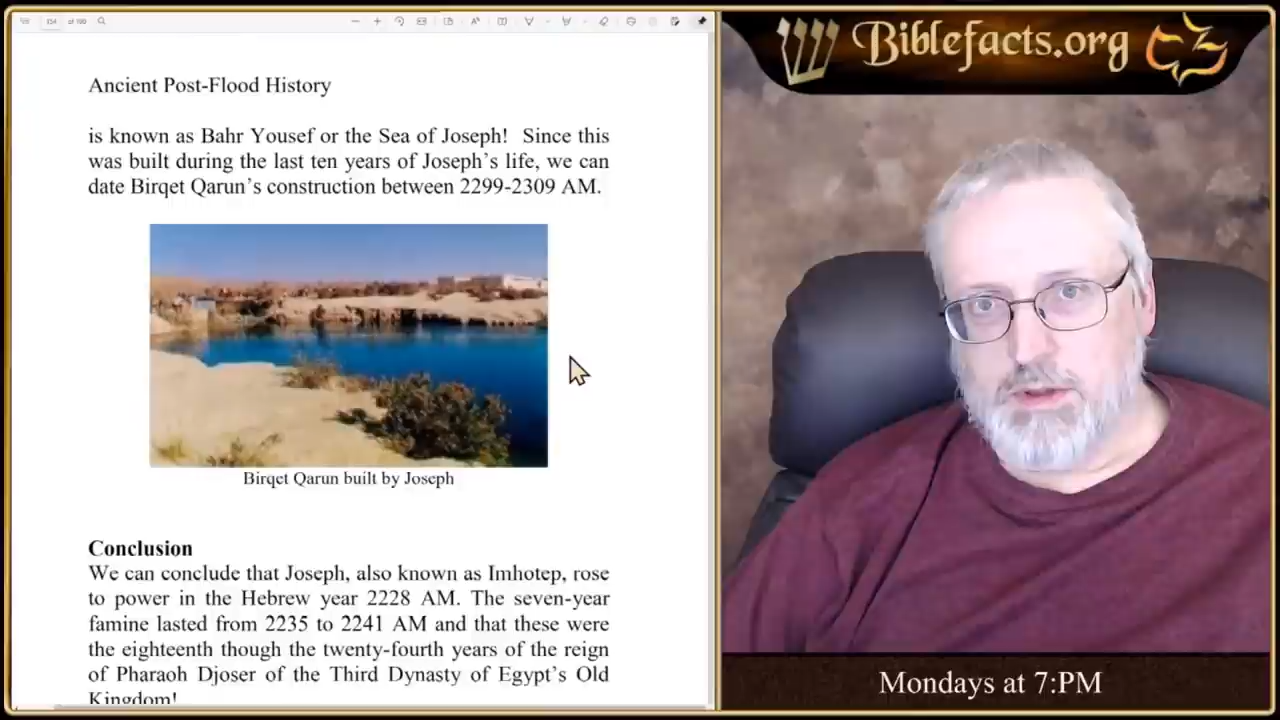 154 of 190
Ancient Post-Flood History
is known as Bahr Yousef or the Sea of Joseph! Since this
was built during the last ten years of Joseph's life, we can
date Birqet Qarun's construction between 2299-2309 AM.
Birqet Qarun built by Joseph
Conclusion
We can conclude that Joseph, also known as Imhotep, rose
to power in the Hebrew year 2228 AM. The seven-year
famine lasted from 2235 to 2241 AM and that these were
the eighteenth though the twenty-fourth years of the reign
of Pharaoh Djoser of the Third Dynasty of Egypt's Old
Kingdom!
ש Biblefacts.org
Mondays at 7:PM